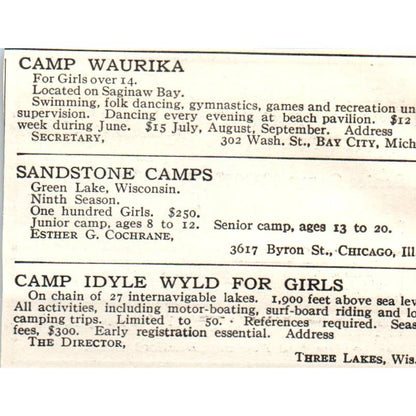 CAMP WAURIKA
For Girls over 14.
Located on Saginaw Bay.
Swimming, folk dancing, gymnastics, games and recreation un
supervision. Dancing every evening at beach pavilion. $12
week during June. $15 July, August, September. Address
SECRETARY, 302 Wash. St., BAY CITY, Mich
SANDSTONE CAMPS
Green Lake, Wisconsin.
Ninth Season.
One hundred Girls. $250.
Junior camp, ages 8 to 12. Senior camp, ages 13 to 20.
ESTHER G. COCHRANE,
3617 Byron St., CHICAGO, Ill
CAMP IDYLE WYLD FOR GIRLS
On chain of 27 internavigable lakes. 1,900 feet above sea lev
All activities, including motor-boating, surf-board riding and lo
camping trips. Limited to 50. References required. Seas
fees, $300. Early registration essential. Address
THE DIRECTOR,
THREE LAKES, Wis.